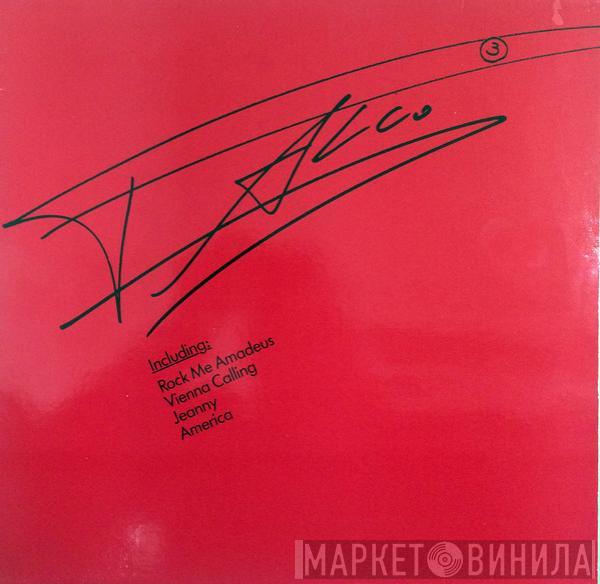 3
FALCO
Including:
Rock Me Amadeus
Vienna Calling
Jeanny
America
МАРКЕТ ВИНИЛА